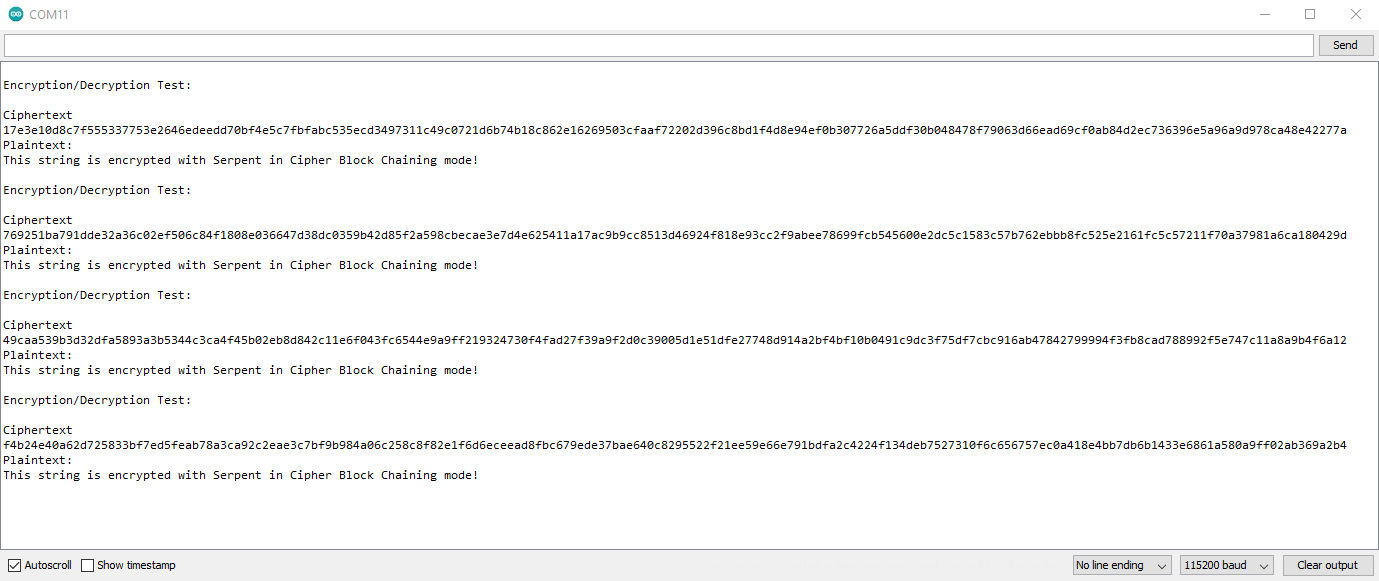 COM11
Send
Encryption/Decryption Test:
Ciphertext
17e3e10d8c7f555337753e2646edeedd70bf4e5c7fbfabc535ecd3497311c49c0721d6b74b18c862e16269503cfaaf72202d396c8bd1f4d8e94ef0b307726a5ddf30b048478f79063d66ead69cf0ab84d2ec736396e5a96a9d978ca48e42277a
Plaintext:
This string is encrypted with Serpent in Cipher Block Chaining mode!
Encryption/Decryption Test:
Ciphertext
769251ba791dde32a36c02ef506c84f1808e036647d38dc0359b42d85f2a598cbecae3e7d4e625411a17ac9b9cc8513d46924f818e93cc2f9abee78699fcb545600e2dc5c1583c57b762ebbb8fc525e2161fc5c57211f70a37981a6ca180429d
Plaintext:
This string is encrypted with Serpent in Cipher Block Chaining mode!
Encryption/Decryption Test:
Ciphertext
49caa539b3d32dfa5893a3b5344c3ca4f45b02eb8d842c11e6f043fc6544e9a9ff219324730f4fad27f39a9f2d0c39005d1e51dfe27748d914a2bf4bf10b0491c9dc3f75df7cbc916ab47842799994f3fb8cad788992f5e747c11a8a9b4f6a12
Plaintext:
This string is encrypted with Serpent in Cipher Block Chaining mode!
Encryption/Decryption Test:
Ciphertext
f4b24e40a62d725833bf7ed5feab78a3ca92c2eae3c7bf9b984a06c258c8f82e1f6d6eceead8fbc679ede37bae640c8295522f21ee59e66e791bdfa2c4224f134deb7527310f6c656757ec0a418e4bb7db6b1433e6861a580a9ff02ab369a2b4
Plaintext:
This string is encrypted with Serpent in Cipher Block Chaining mode!
Autoscroll Show timestamp No line ending 115200 baud Clear output